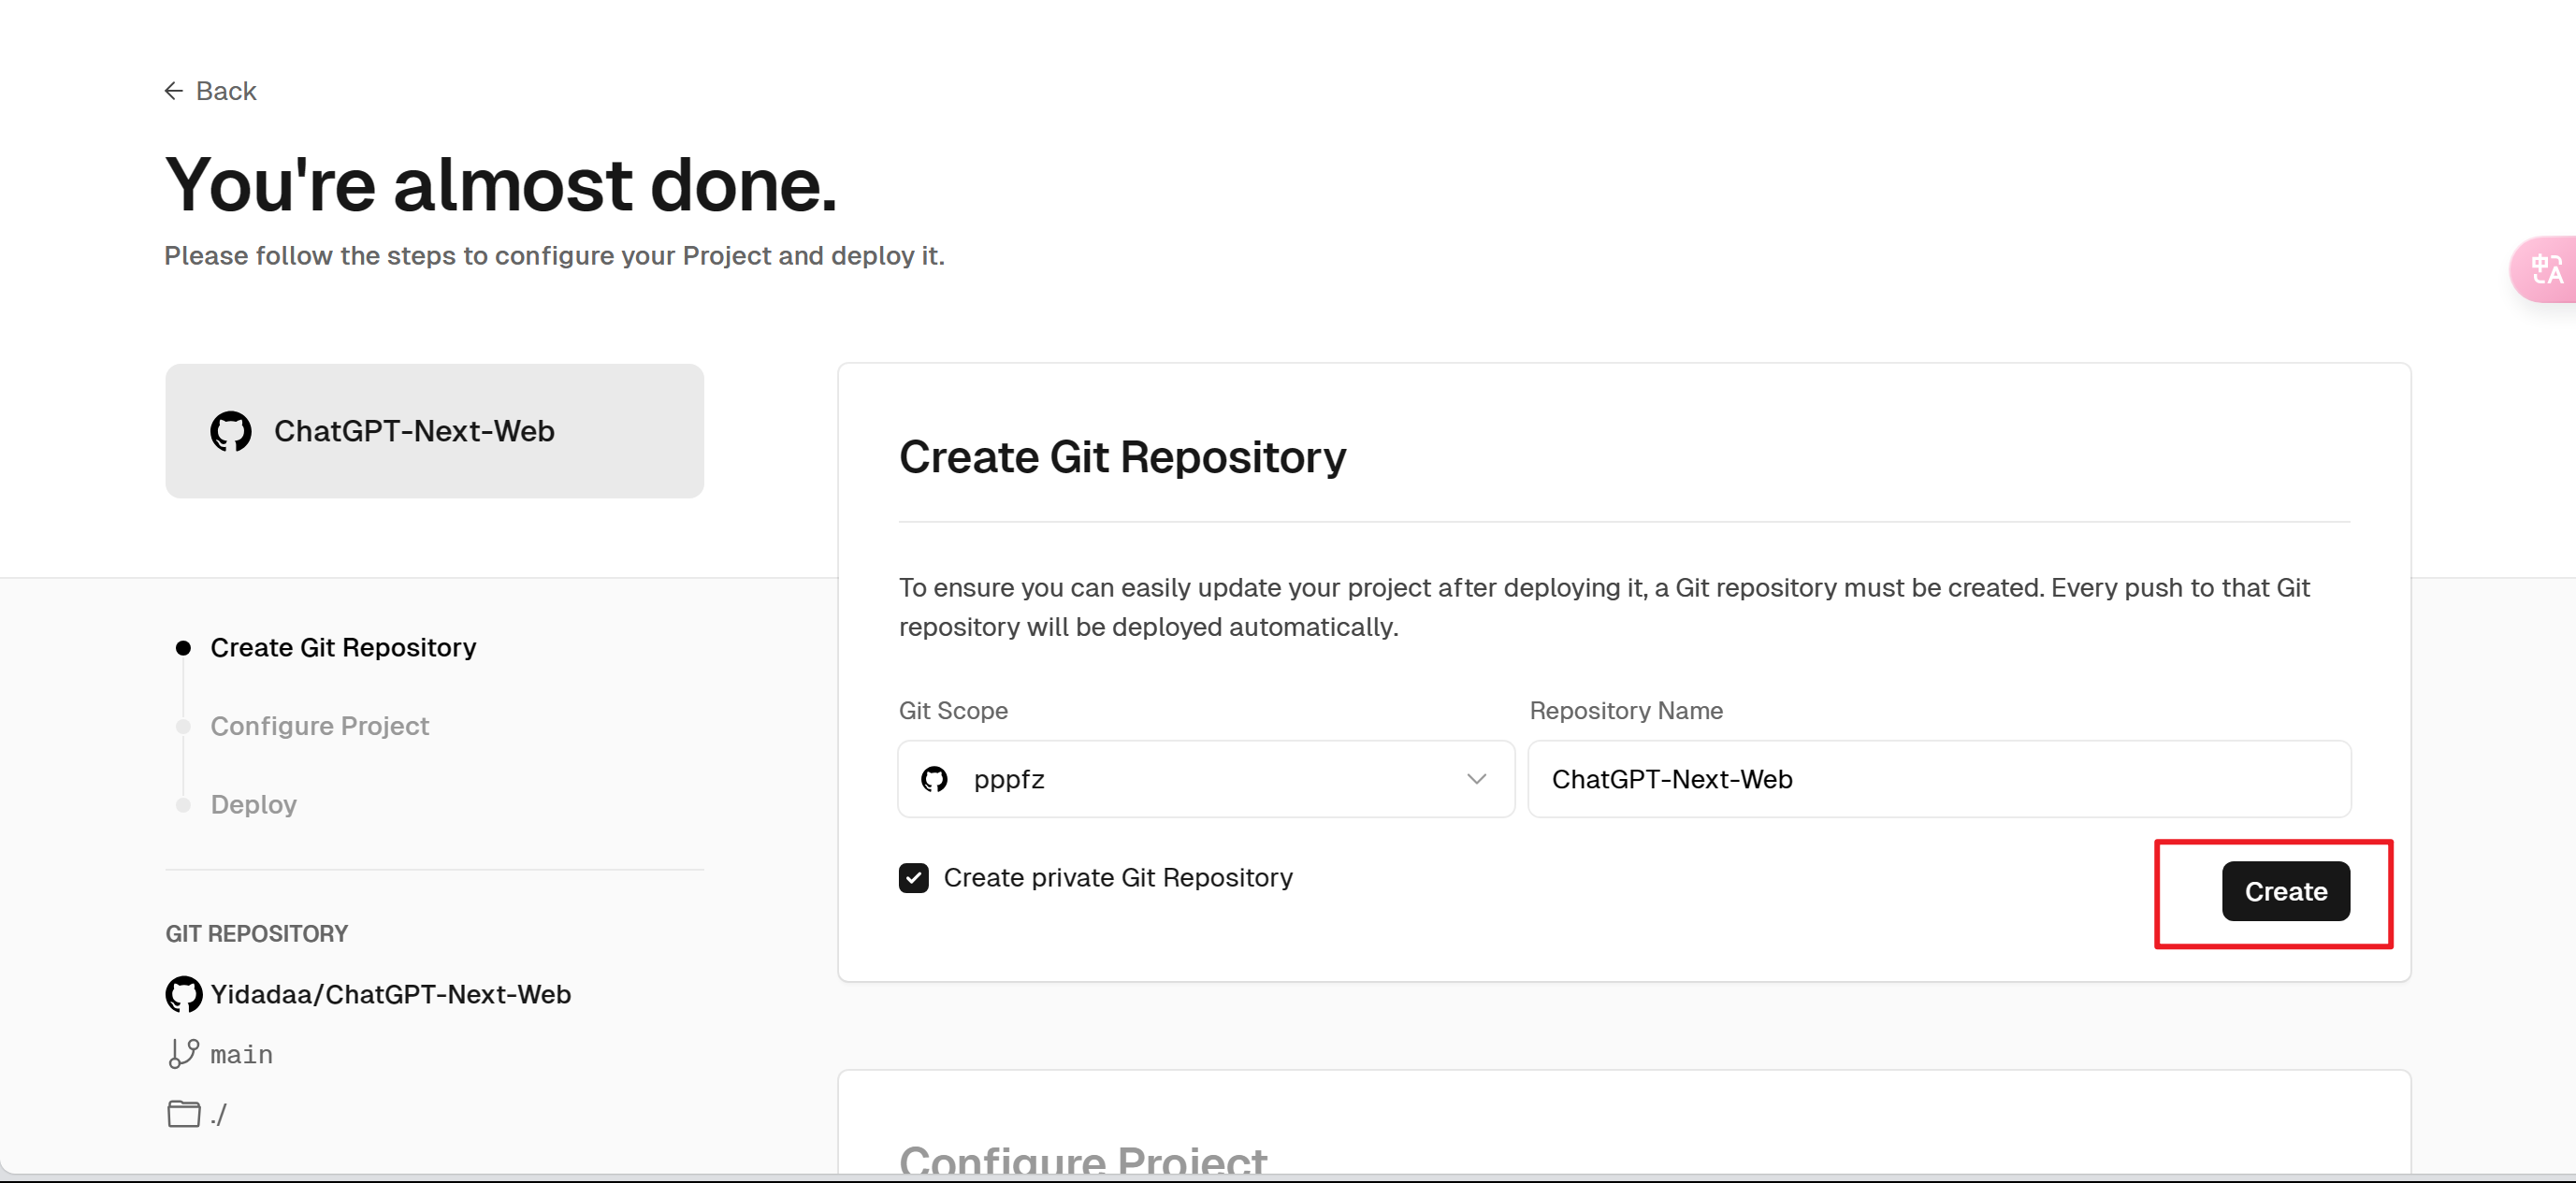 Back
You're almost done.
Please follow the steps to configure your Project and deploy it.
中A
ChatGPT-Next-Web
Create Git Repository
Configure Project
Deploy
GIT REPOSITORY
Yidadaa/ChatGPT-Next-Web
main
./
Create Git Repository
To ensure you can easily update your project after deploying it, a Git repository must be created. Every push to that Git
repository will be deployed automatically.
Git Scope
Repository Name
pppfz
ChatGPT-Next-Web
Create private Git Repository
Create
Configure Project